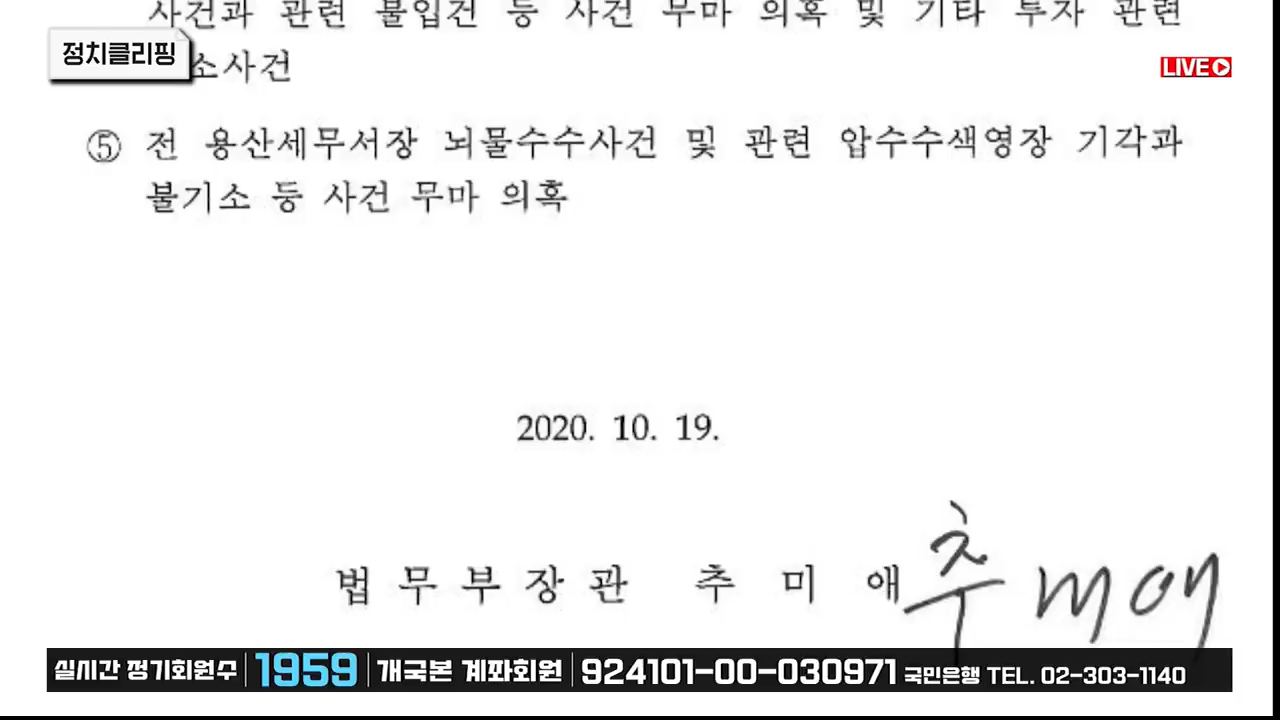 사건과 관련 불입건 등 사건 무마 의혹 및 기타 투자 관련
정치클리핑
소사건
LIVE
⑤ 전 용산세무서장 뇌물수수사건 및 관련 압수수색영장 기각과
불기소 등 사건 무마 의혹
2020. 10. 19.
법무부장관 추미애
추미애
실시간 정기회원수 1959 개국본 계좌회원 924101-00-030971 국민은행 TEL. 02-303-1140